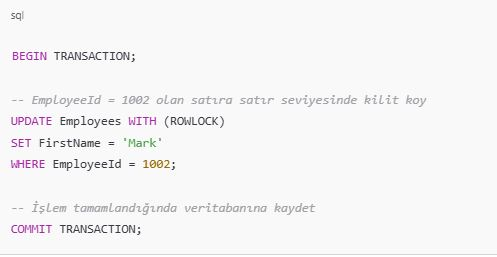 sql
BEGIN TRANSACTION;
-- EmployeeId = 1002 olan satıra satır seviyesinde kilit koy
UPDATE Employees WITH (ROWLOCK)
SET FirstName = 'Mark'
WHERE EmployeeId = 1002;
-- İşlem tamamlandığında veritabanına kaydet
COMMIT TRANSACTION;